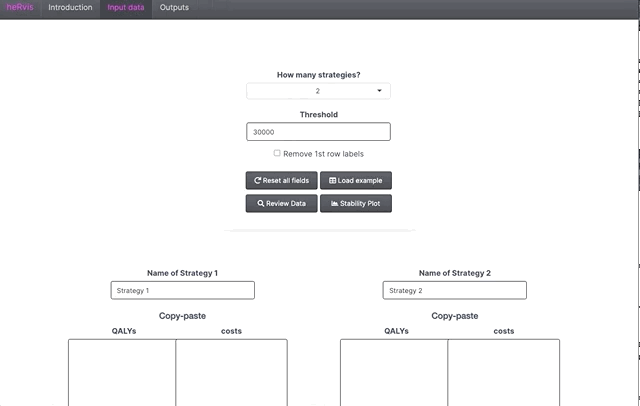 heRvis Introduction Input data Outputs
How many strategies?
2
Threshold
30000
Remove 1st row labels
Reset all fields Load example
Review Data Stability Plot
Name of Strategy 1 Name of Strategy 2
Strategy 1 Strategy 2
Copy-paste Copy-paste
QALYs costs QALYs costs